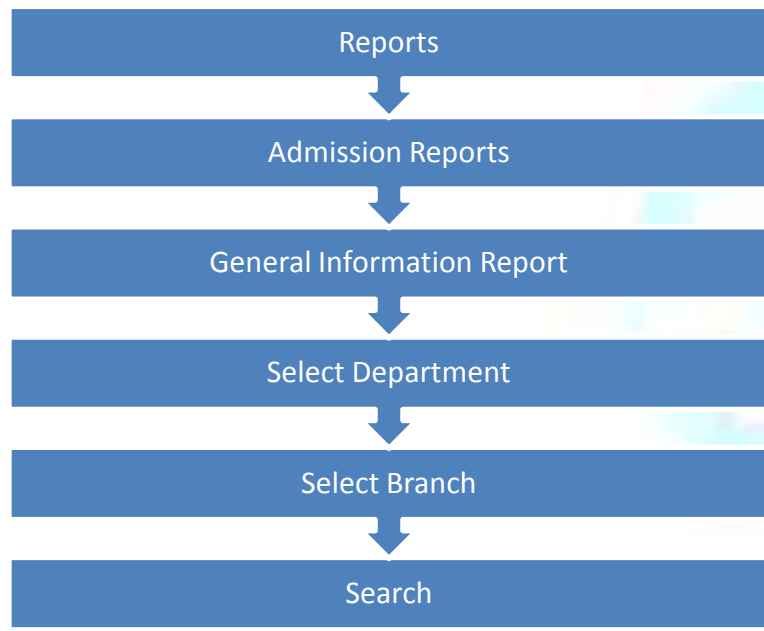 Reports
Admission Reports
General Information Report
Select Department
Select Branch
Search